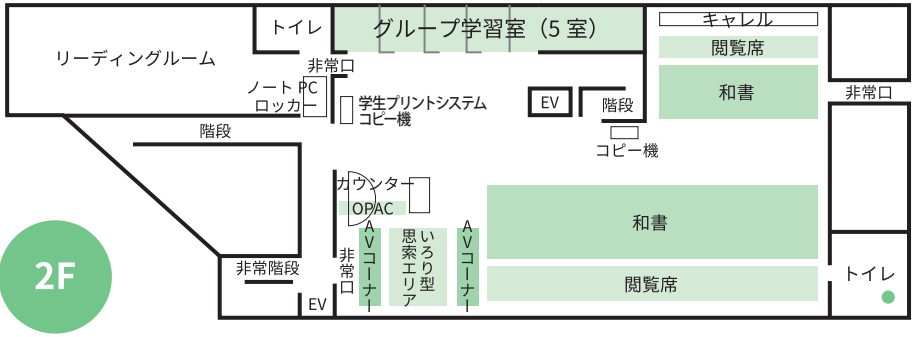 トイレ
グループ学習室（5 室）
キャレル
リーディングルーム
閲覧席
非常口
ノート PC
ロッカー
学生プリントシステム
コピー機
EV
階段
和書
非常口
階段
コピー機
カウンター
OPAC
AVコーナー
いろり型
思索エリア
AVコーナー
和書
2F
非常階段
非常口
EV
閲覧席
トイレ